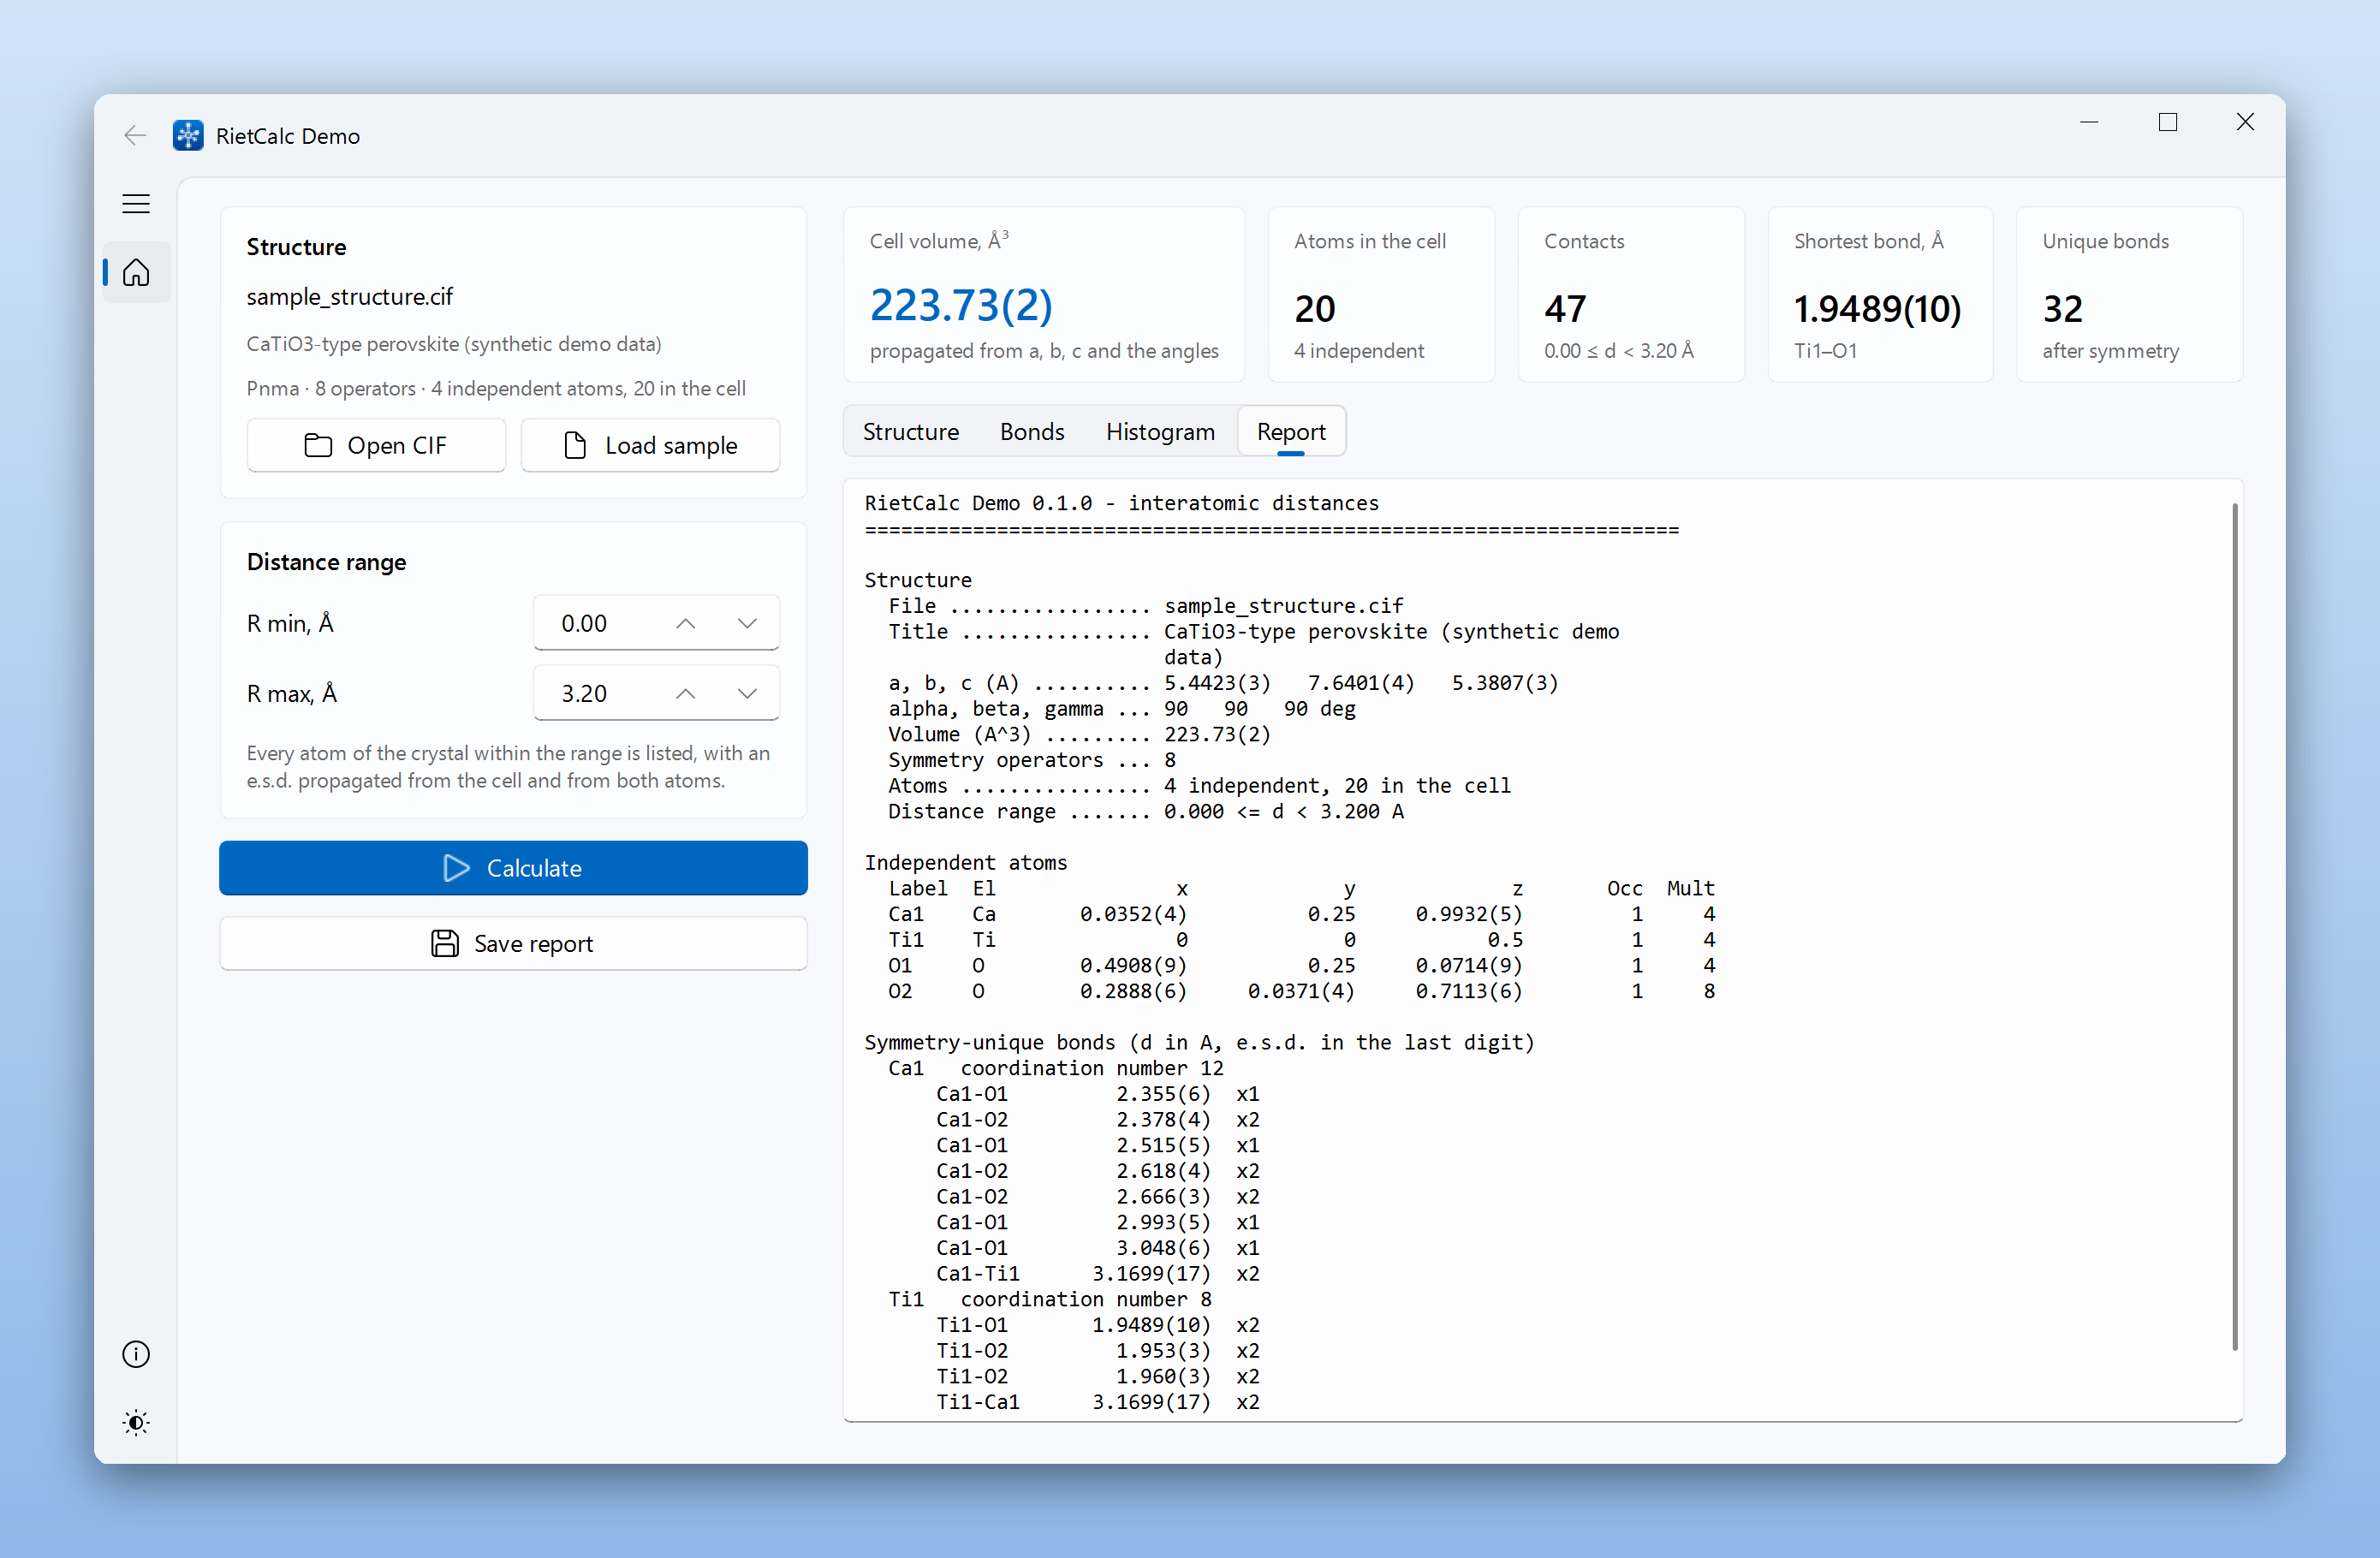 RietCalc Demo
Structure
sample_structure.cif
CaTiO3-type perovskite (synthetic demo data)
Pnma · 8 operators · 4 independent atoms, 20 in the cell
Open CIF
Load sample
Distance range
R min, Å
0.00
R max, Å
3.20
Every atom of the crystal within the range is listed, with an
e.s.d. propagated from the cell and from both atoms.
Calculate
Save report
Cell volume, Å³
223.73(2)
propagated from a, b, c and the angles
Atoms in the cell
20
4 independent
Contacts
47
0.00 ≤ d < 3.20 Å
Shortest bond, Å
1.9489(10)
Ti1–O1
Unique bonds
32
after symmetry
Structure Bonds Histogram Report
RietCalc Demo 0.1.0 - interatomic distances
====================================================================
Structure
File ................. sample_structure.cif
Title ................ CaTiO3-type perovskite (synthetic demo
data)
a, b, c (A) .......... 5.4423(3)   7.6401(4)   5.3807(3)
alpha, beta, gamma ... 90   90   90 deg
Volume (A^3) ......... 223.73(2)
Symmetry operators ... 8
Atoms ................ 4 independent, 20 in the cell
Distance range ....... 0.000 <= d < 3.200 A
Independent atoms
Label  El               x             y             z       Occ  Mult
Ca1    Ca       0.0352(4)          0.25     0.9932(5)         1     4
Ti1    Ti               0             0           0.5         1     4
O1     O        0.4908(9)          0.25     0.0714(9)         1     4
O2     O        0.2888(6)     0.0371(4)     0.7113(6)         1     8
Symmetry-unique bonds (d in A, e.s.d. in the last digit)
Ca1   coordination number 12
Ca1-O1         2.355(6)  x1
Ca1-O2         2.378(4)  x2
Ca1-O1         2.515(5)  x1
Ca1-O2         2.618(4)  x2
Ca1-O2         2.666(3)  x2
Ca1-O1         2.993(5)  x1
Ca1-O1         3.048(6)  x1
Ca1-Ti1      3.1699(17)  x2
Ti1   coordination number 8
Ti1-O1       1.9489(10)  x2
Ti1-O2         1.953(3)  x2
Ti1-O2         1.960(3)  x2
Ti1-Ca1      3.1699(17)  x2